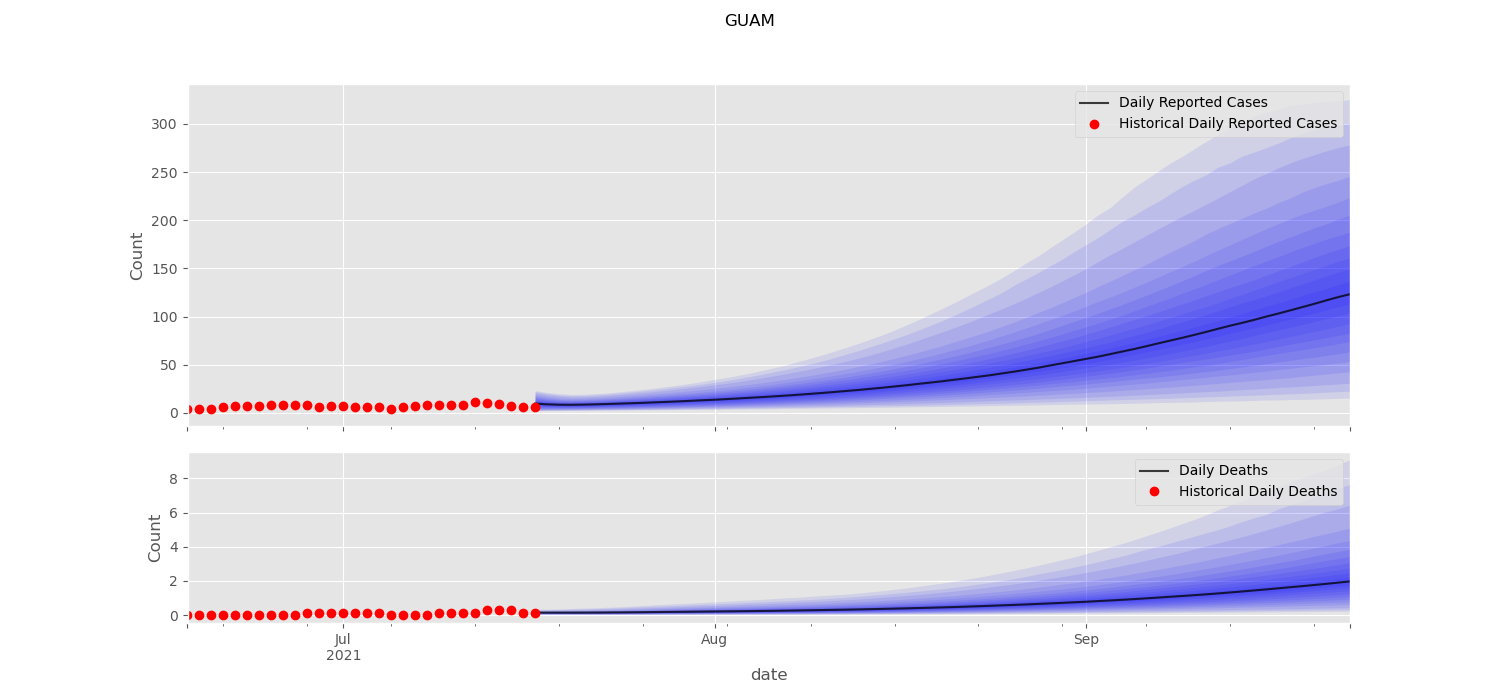 GUAM
Daily Reported Cases
Historical Daily Reported Cases
300
250
200
150
100
50
0
Count
Daily Deaths
Historical Daily Deaths
8
6
4
2
0
Count
Jul
2021
Aug
Sep
date